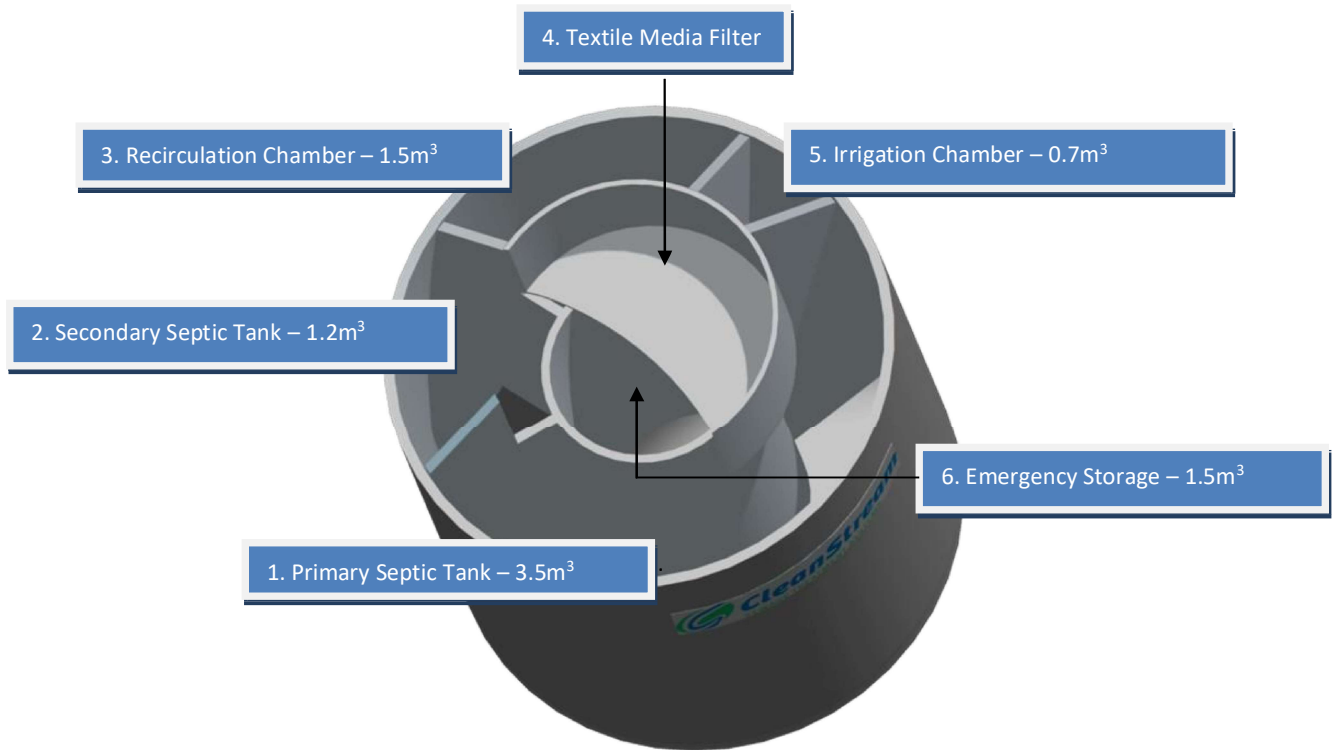 4. Textile Media Filter
3. Recirculation Chamber – 1.5m³
5. Irrigation Chamber – 0.7m³
2. Secondary Septic Tank – 1.2m³
6. Emergency Storage – 1.5m³
1. Primary Septic Tank – 3.5m³
CleanStream